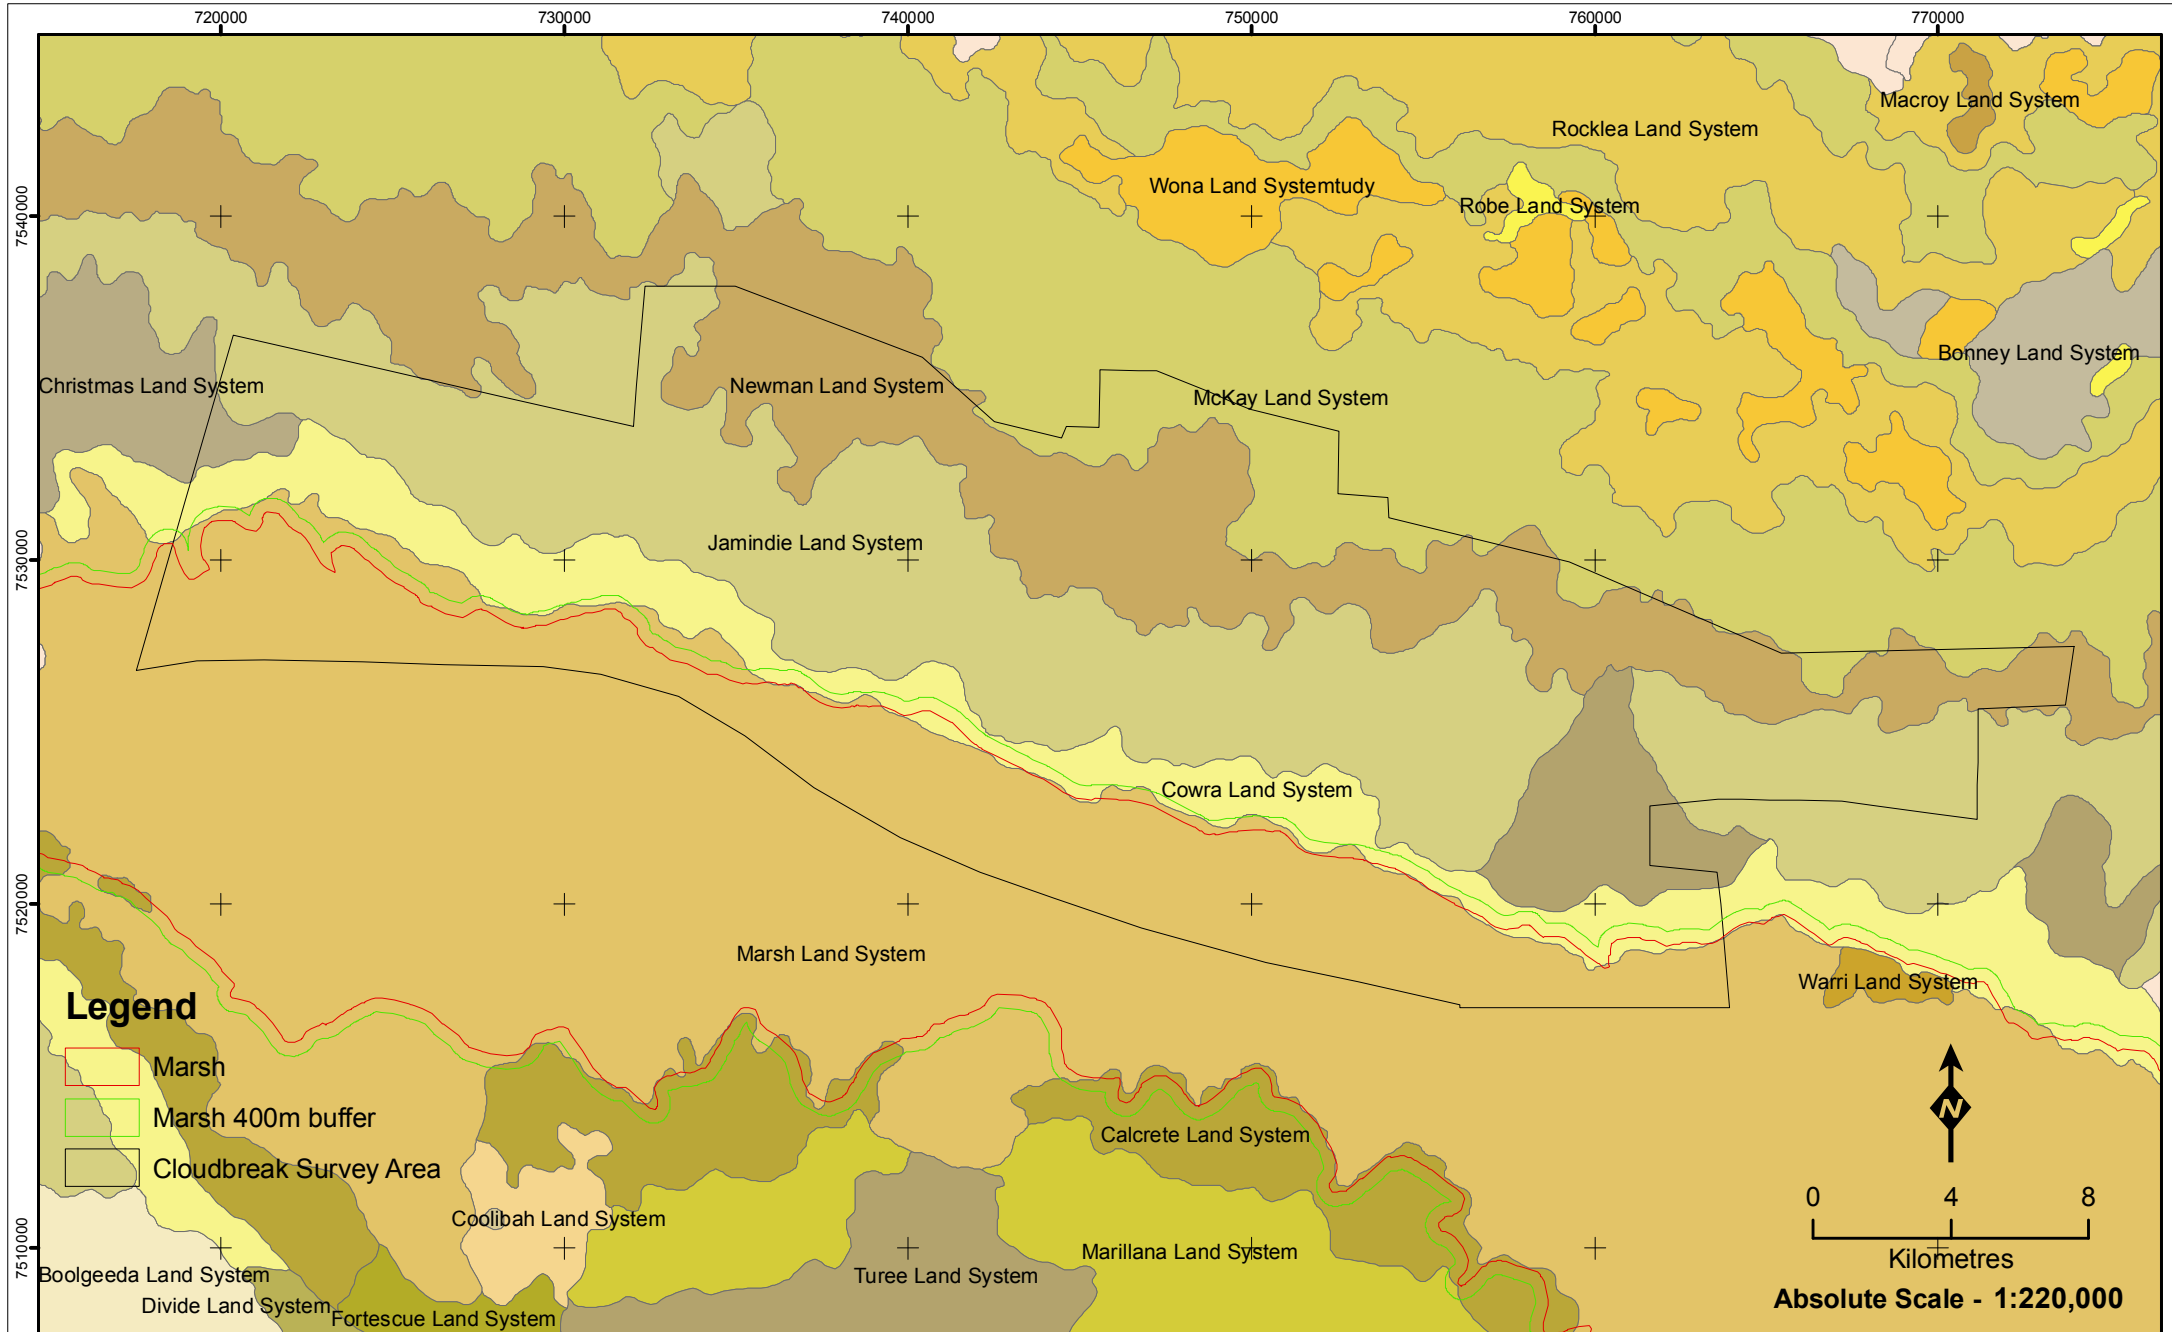 720000
730000
740000
750000
760000
770000
7540000
7530000
7520000
7510000
Macroy Land System
Rocklea Land System
Wona Land Systemtudy
Robe Land System
Bonney Land System
Christmas Land System
Newman Land System
McKay Land System
Jamindie Land System
Cowra Land System
Marsh Land System
Warri Land System
Legend
Marsh
Marsh 400m buffer
Cloudbreak Survey Area
Calcrete Land System
Coolibah Land System
Marillana Land System
Boolgeeda Land System
Turee Land System
Divide Land System
Fortescue Land System
N
0 4 8
Kilometres
Absolute Scale - 1:220,000